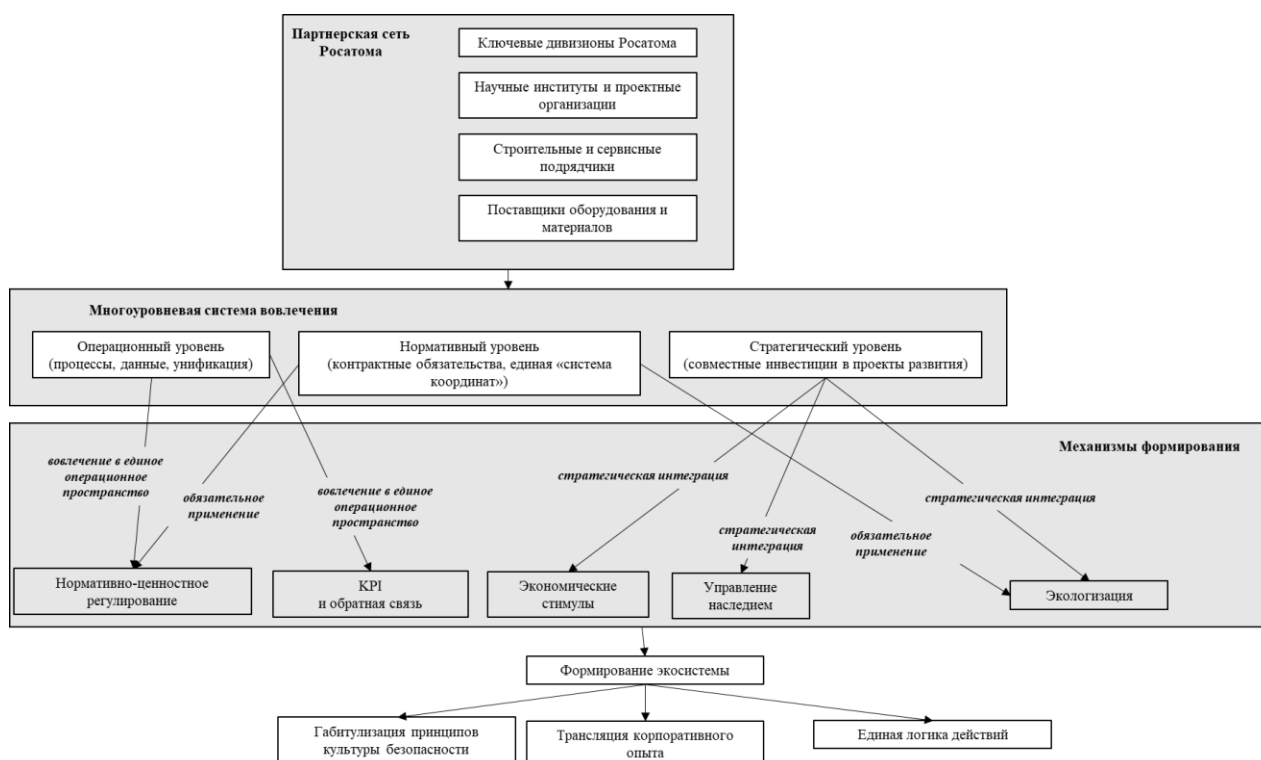 Партнерская сеть
Росатома
Ключевые дивизионы Росатома
Научные институты и проектные
организации
Строительные и сервисные
подрядчики
Поставщики оборудования и
материалов
Многоуровневая система вовлечения
Операционный уровень
(процессы, данные, унификация)
Нормативный уровень
(контрактные обязательства, единая «система
координат»)
Стратегический уровень
(совместные инвестиции в проекты развития)
Механизмы формирования
вовлечение в единое
операционное
пространство
обязательное
применение
вовлечение в единое
операционное
пространство
стратегическая интеграция
стратегическая
интеграция
обязательное
применение
стратегическая интеграция
Нормативно-ценностное
регулирование
KPI
и обратная связь
Экономические
стимулы
Управление
наследием
Экологизация
Формирование экосистемы
Габитулизация принципов
культуры безопасности
Трансляция корпоративного
опыта
Единая логика действий